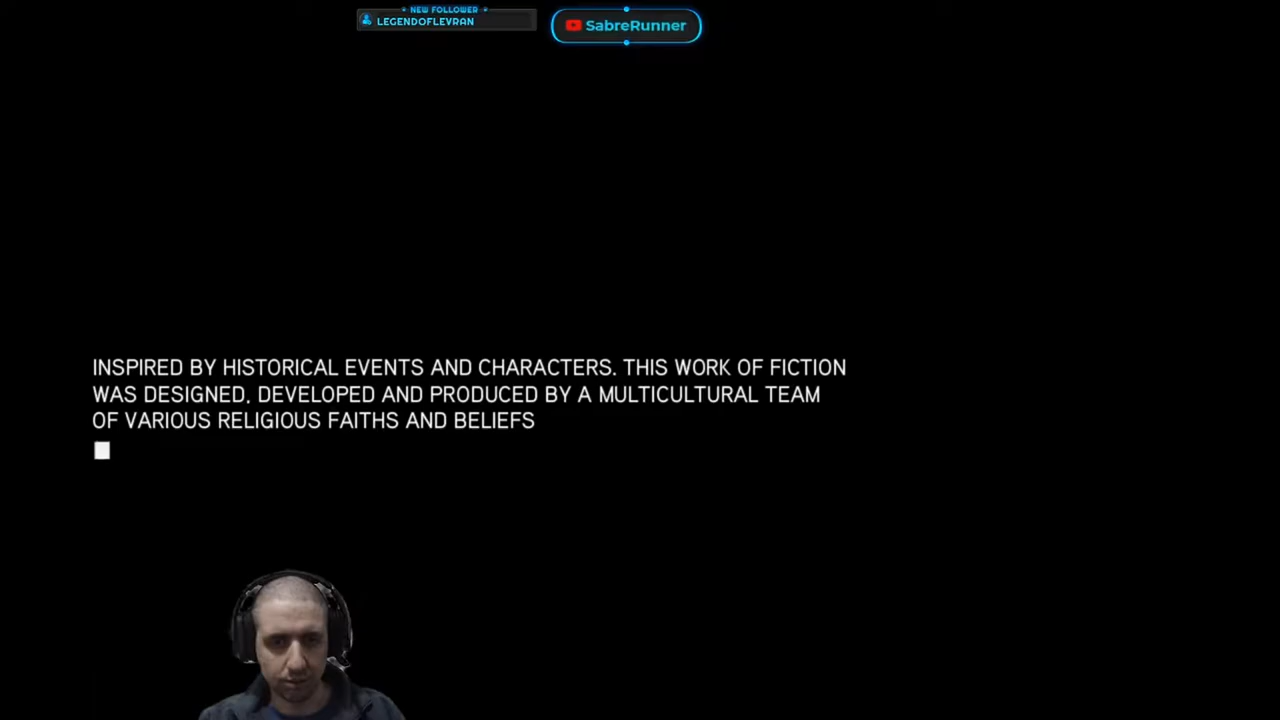 NEW FOLLOWER
LEGENDOFLEVRAN
SabreRunner
INSPIRED BY HISTORICAL EVENTS AND CHARACTERS. THIS WORK OF FICTION
WAS DESIGNED, DEVELOPED AND PRODUCED BY A MULTICULTURAL TEAM
OF VARIOUS RELIGIOUS FAITHS AND BELIEFS